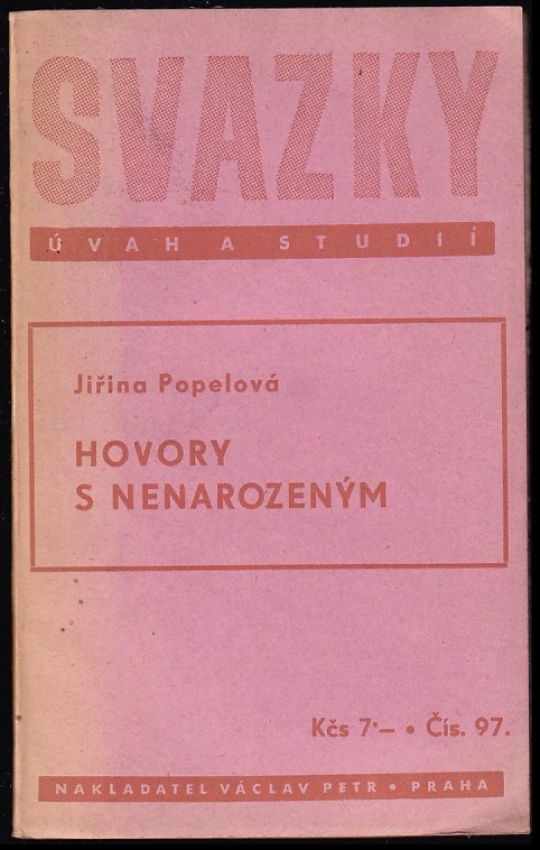 SVAZKY
ÚVAH A STUDIÍ
Jiřina Popelová
HOVORY
S NENAROZENÝM
Kčs 7·– • Čís. 97.
NAKLADATEL VÁCLAV PETR • PRAHA